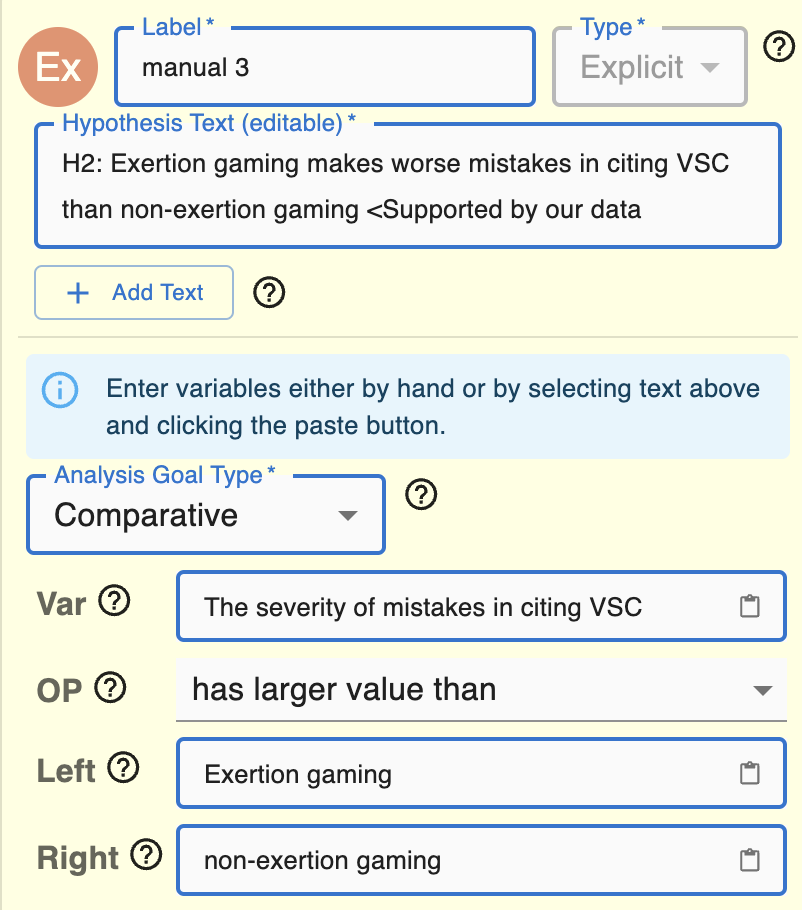 Ex
Label *
manual 3
Type *
Explicit
Hypothesis Text (editable) *
H2: Exertion gaming makes worse mistakes in citing VSC
than non-exertion gaming <Supported by our data
+ Add Text
Enter variables either by hand or by selecting text above
and clicking the paste button.
Analysis Goal Type *
Comparative
Var
The severity of mistakes in citing VSC
OP
has larger value than
Left
Exertion gaming
Right
non-exertion gaming